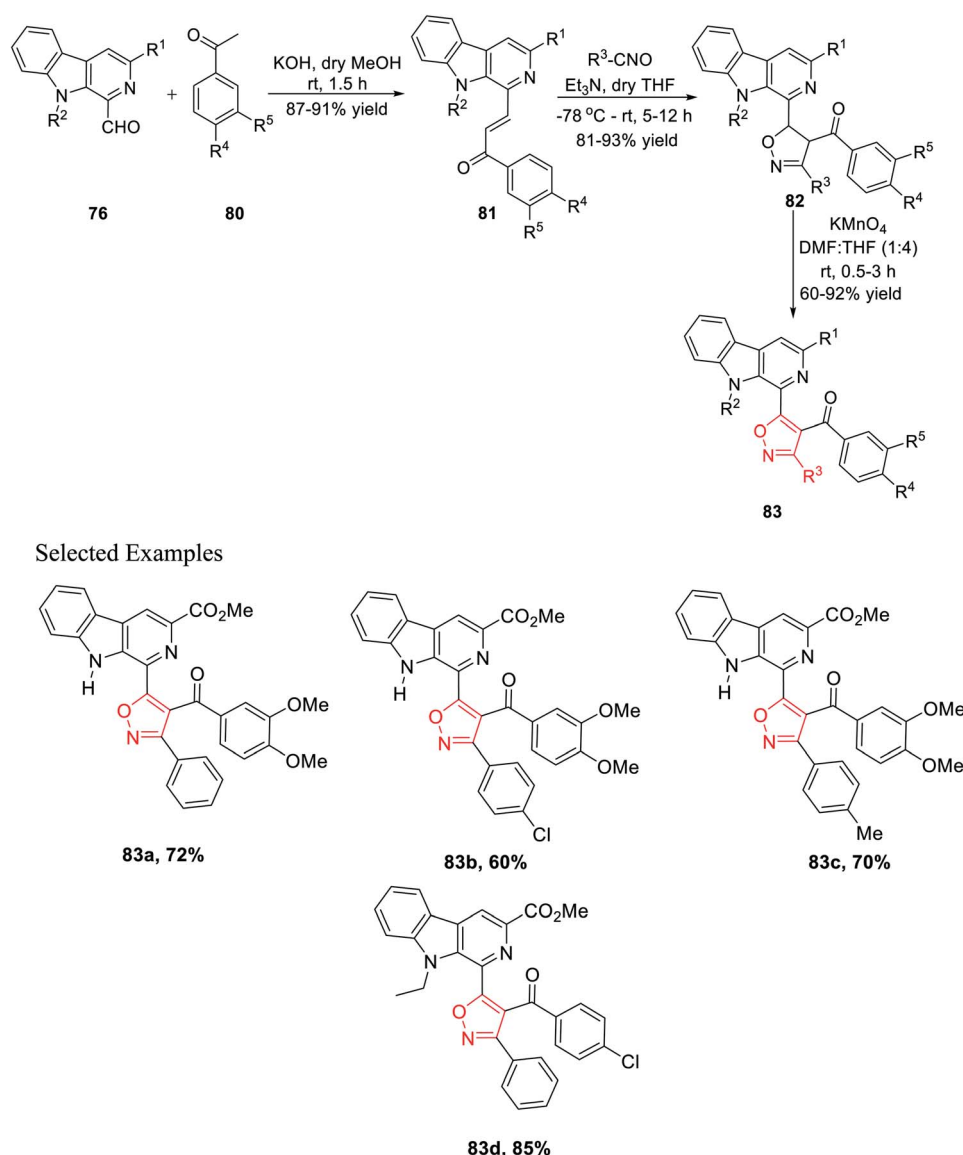 R¹
N
N
R²
CHO
76
+
O
R⁵
R⁴
80
KOH, dry MeOH
rt, 1.5 h
87-91% yield
R¹
N
N
R²
O
R⁴
R⁵
81
R³-CNO
Et₃N, dry THF
-78 °C - rt, 5-12 h
81-93% yield
R¹
N
N
R²
O
O
N
R³
R⁵
R⁴
82
KMnO₄
DMF:THF (1:4)
rt, 0.5-3 h
60-92% yield
R¹
N
N
R²
O
O
N
R³
R⁵
R⁴
83
Selected Examples
CO₂Me
N
N
H
O
O
N
OMe
OMe
83a, 72%
CO₂Me
N
N
H
O
O
N
OMe
OMe
Cl
83b, 60%
CO₂Me
N
N
H
O
O
N
OMe
OMe
Me
83c, 70%
CO₂Me
N
N
O
O
N
Cl
83d, 85%